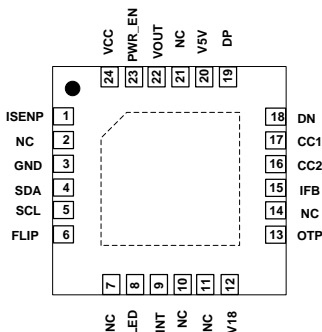 VCC PWR_EN VOUT NC V5V DP
24 23 22 21 20 19
ISENP 1
NC 2
GND 3
SDA 4
SCL 5
FLIP 6
18 DN
17 CC1
16 CC2
15 IFB
14 NC
13 OTP
7 8 9 10 11 12
NC LED INT NC NC V18